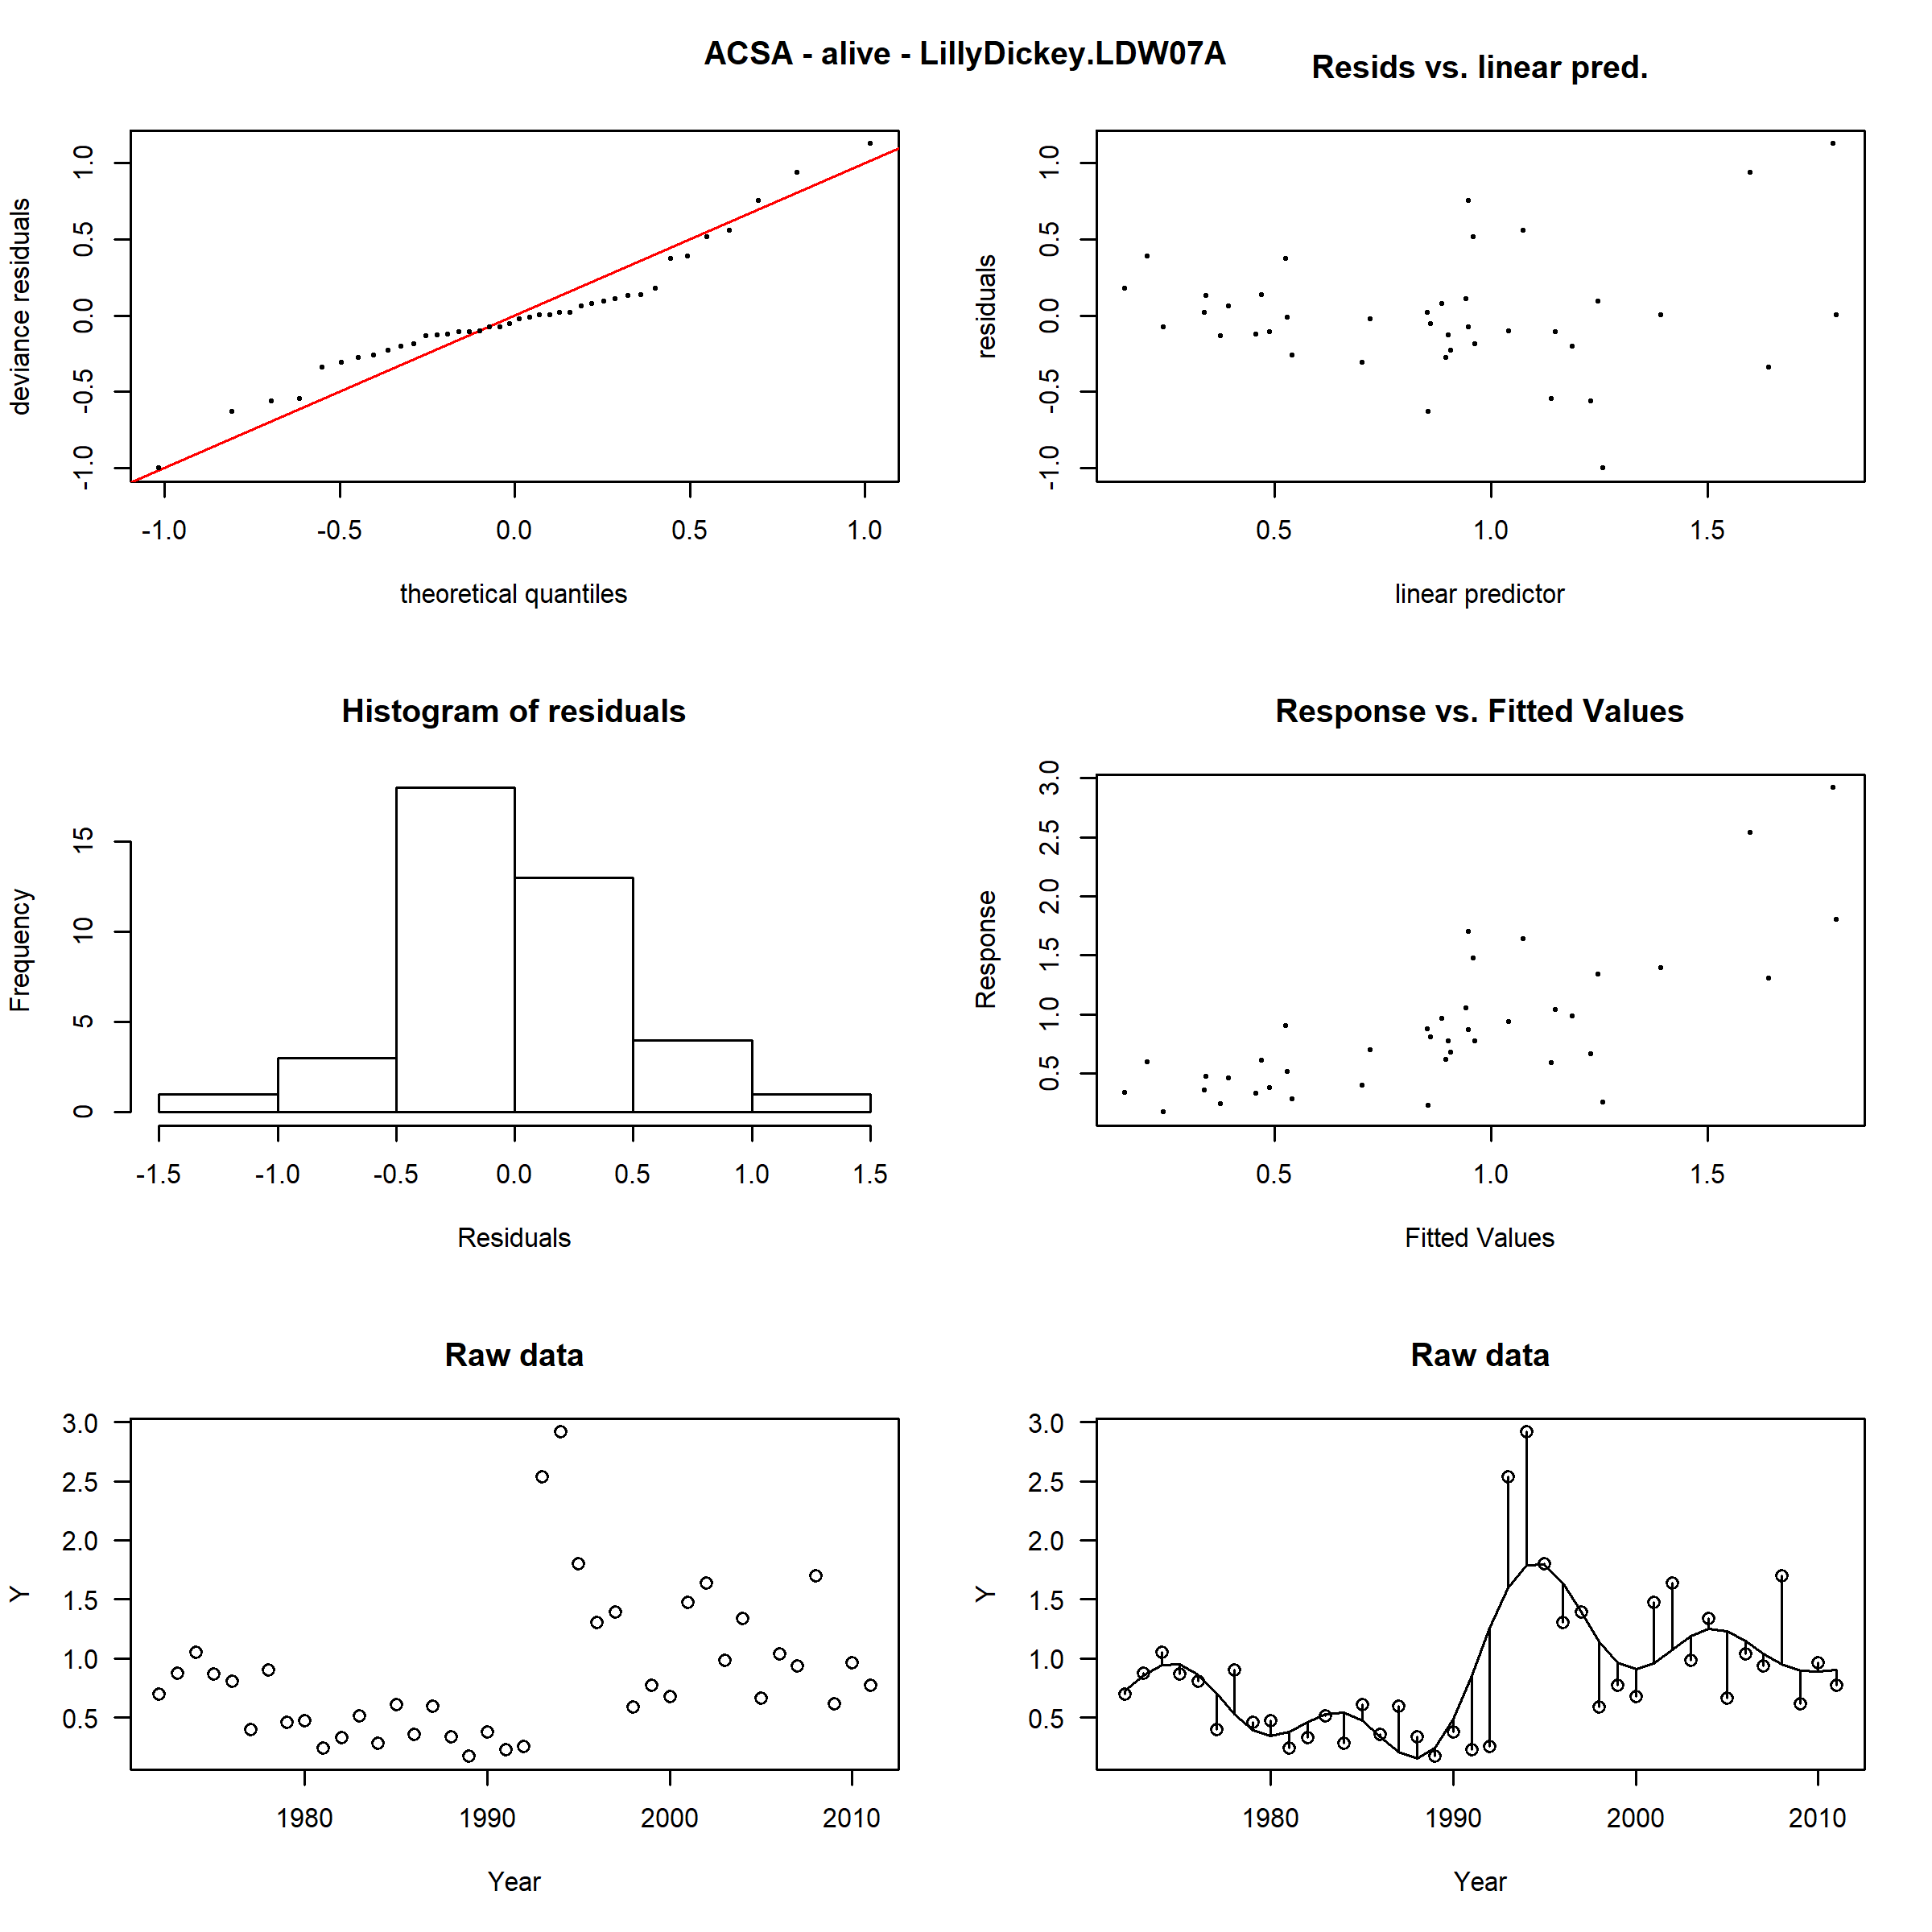 ACSA - alive - LillyDickey.LDW07A
Resids vs. linear pred.
deviance residuals
1.0
0.5
0.0
-0.5
-1.0
-1.0 -0.5 0.0 0.5 1.0
theoretical quantiles
residuals
1.0
0.5
0.0
-0.5
-1.0
0.5 1.0 1.5
linear predictor
Histogram of residuals
Frequency
15
10
5
0
-1.5 -1.0 -0.5 0.0 0.5 1.0 1.5
Residuals
Response vs. Fitted Values
Response
3.0
2.5
2.0
1.5
1.0
0.5
0.5 1.0 1.5
Fitted Values
Raw data
Y
3.0
2.5
2.0
1.5
1.0
0.5
1980 1990 2000 2010
Year
Raw data
Y
3.0
2.5
2.0
1.5
1.0
0.5
1980 1990 2000 2010
Year